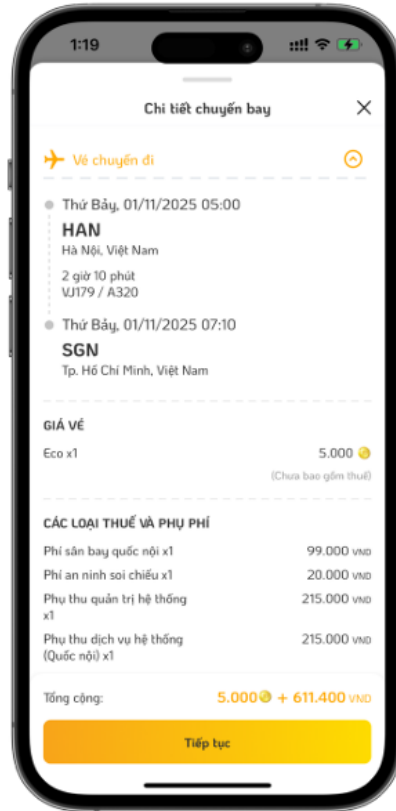 1:19
Chi tiết chuyến bay
Vé chuyến đi
Thứ Bảy, 01/11/2025 05:00
HAN
Hà Nội, Việt Nam
2 giờ 10 phút
VJ179 / A320
Thứ Bảy, 01/11/2025 07:10
SGN
Tp. Hồ Chí Minh, Việt Nam
GIÁ VÉ
Eco x1 5.000
(Chưa bao gồm thuế)
CÁC LOẠI THUẾ VÀ PHỤ PHÍ
Phí sân bay quốc nội x1 99.000 VND
Phí an ninh soi chiếu x1 20.000 VND
Phụ thu quản trị hệ thống 215.000 VND
x1
Phụ thu dịch vụ hệ thống 215.000 VND
(Quốc nội) x1
Tổng cộng: 5.000 + 611.400 VND
Tiếp tục